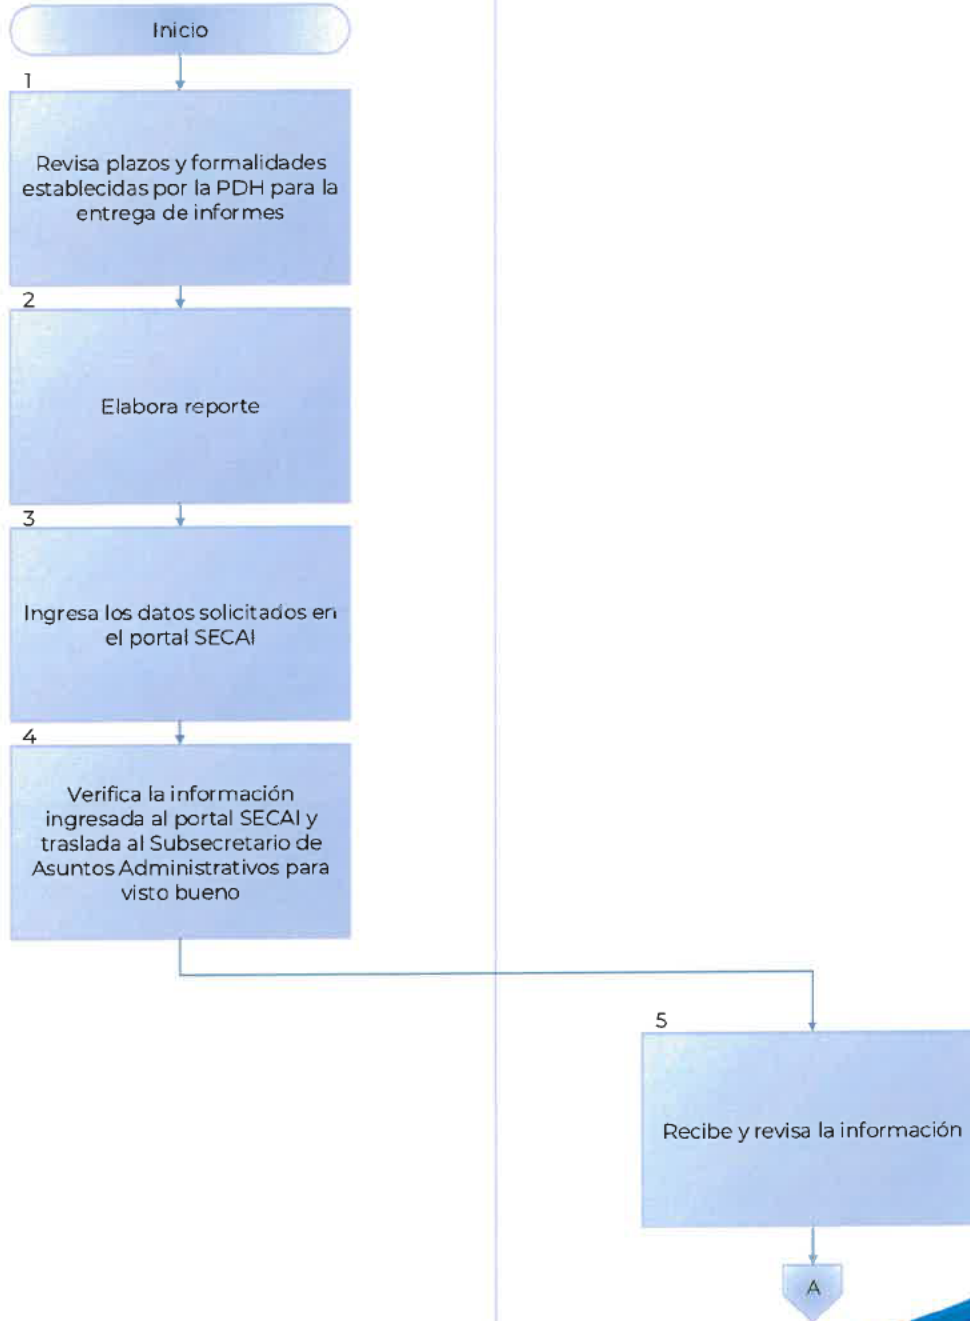 Inicio
1
Revisa plazos y formalidades
establecidas por la PDH para la
entrega de informes
2
Elabora reporte
3
Ingresa los datos solicitados en
el portal SECAI
4
Verifica la información
ingresada al portal SECAI y
traslada al Subsecretario de
Asuntos Administrativos para
visto bueno
5
Recibe y revisa la información
A